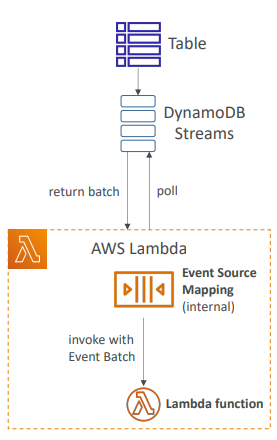 Table
DynamoDB
Streams
return batch
poll
AWS Lambda
Event Source
Mapping
(internal)
invoke with
Event Batch
Lambda function